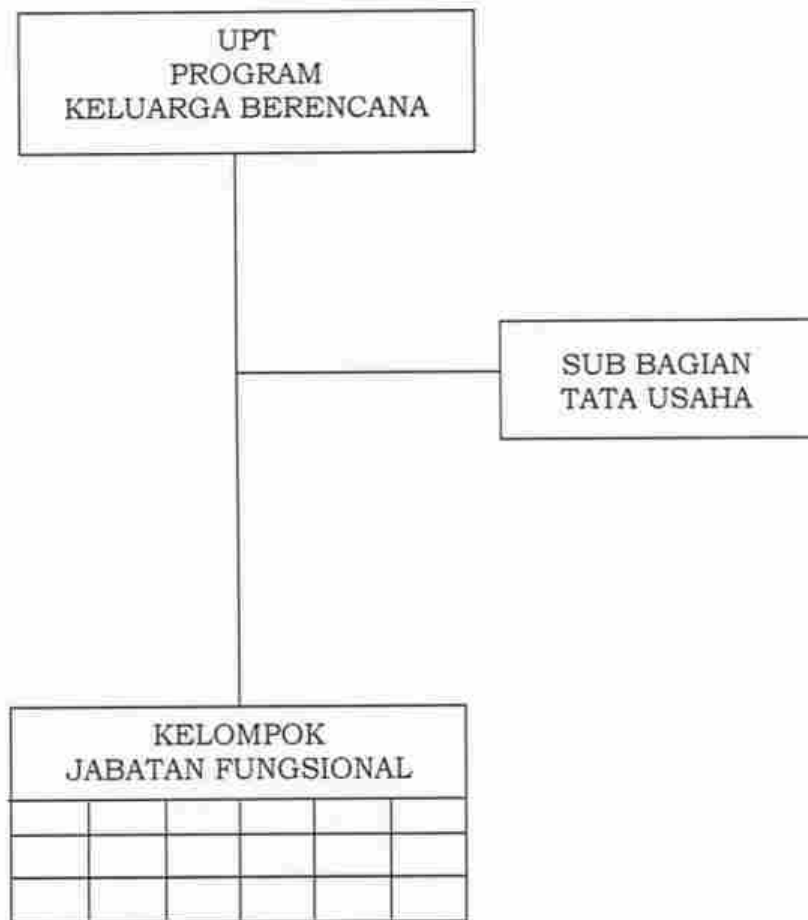 UPT
PROGRAM
KELUARGA BERENCANA
SUB BAGIAN
TATA USAHA
KELOMPOK
JABATAN FUNGSIONAL